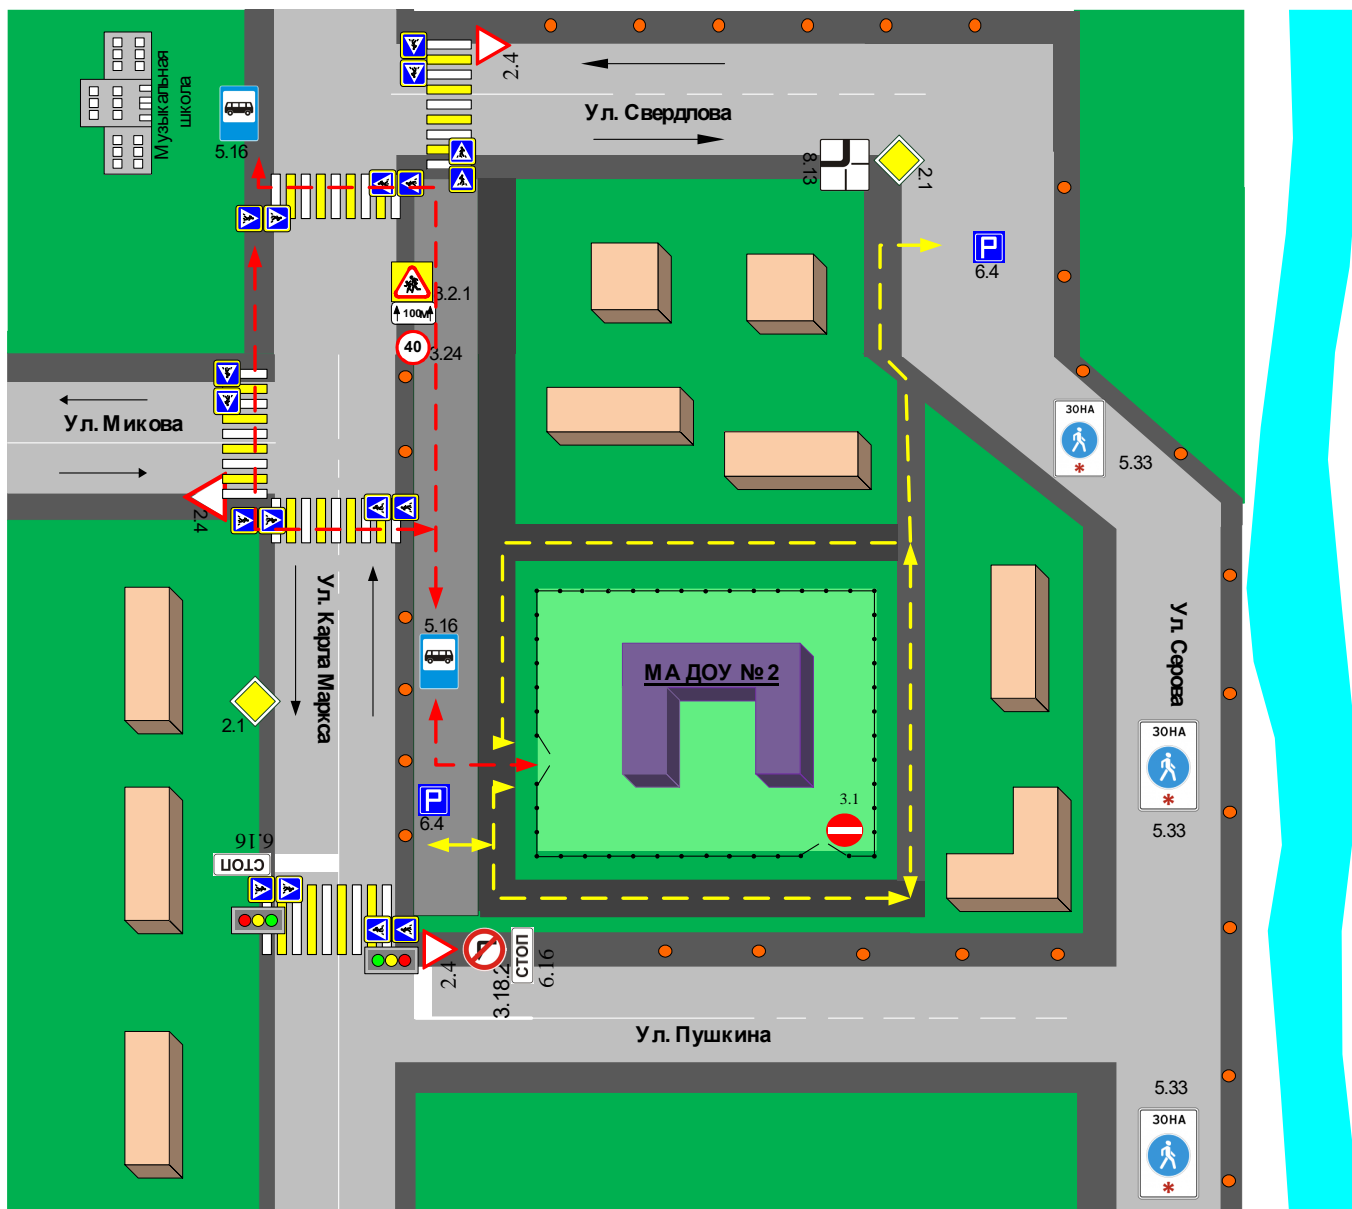 Музыкальная
школа
5.16
2.4
Ул. Свердлова
8.13
2.1
6.4
3.2.1
100м
40
3.24
Ул. Микова
2.4
ЗОНА
5.33
Ул. Карла Маркса
5.16
МАДОУ №2
Ул. Серова
2.1
ЗОНА
5.33
P
6.4
3.1
6.16
СТОП
2.4
3.18.2
СТОП
6.16
Ул. Пушкина
5.33
ЗОНА
P